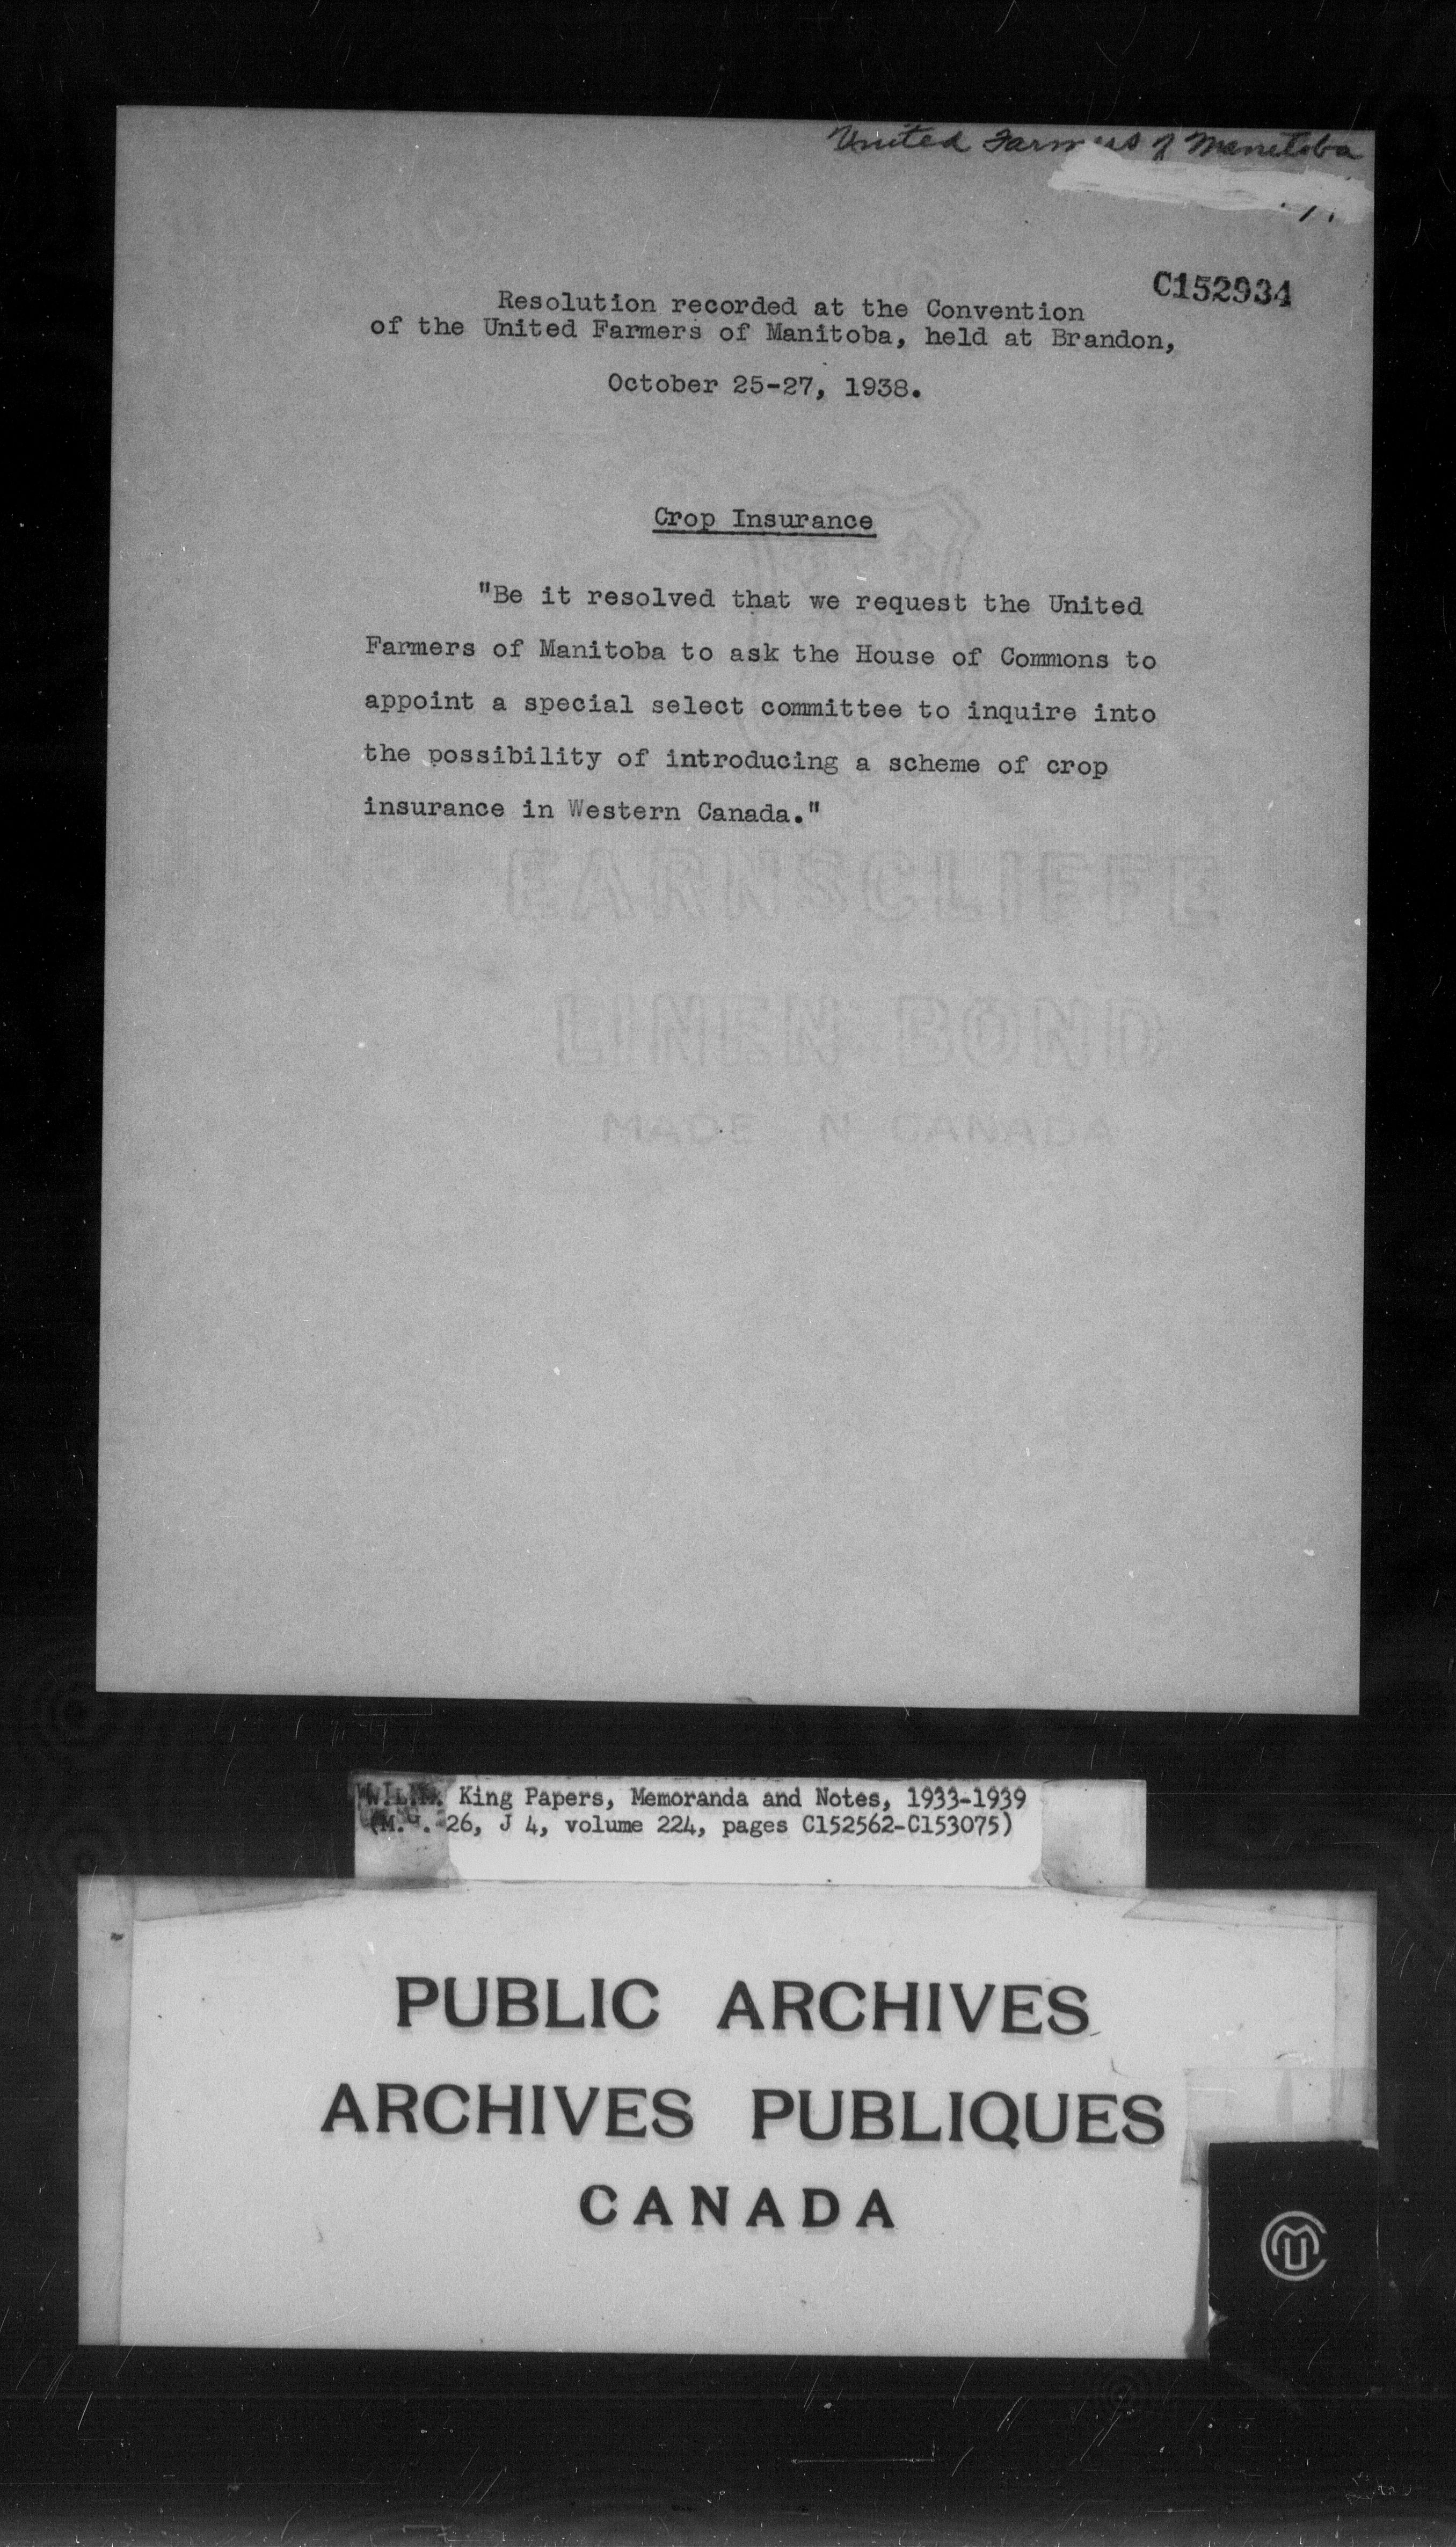 United Farmers of Manitoba
C152934
Resolution recorded at the Convention
of the United Farmers of Manitoba, held at Brandon,
October 25-27, 1938.
Crop Insurance
"Be it resolved that we request the United
Farmers of Manitoba to ask the House of Commons to
appoint a special select committee to inquire into
the possibility of introducing a scheme of crop
insurance in Western Canada."
EARNSCLIFFE
LINEN BOND
MADE IN CANADA
W.L.M. King Papers, Memoranda and Notes, 1933-1939
(M.G. 26, J 4, volume 224, pages C152562-C153075)
PUBLIC ARCHIVES
ARCHIVES PUBLIQUES
CANADA